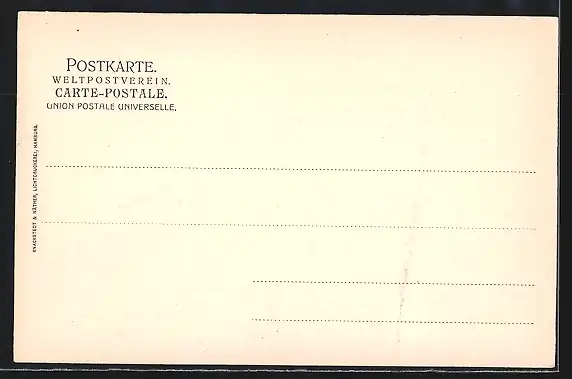 POSTKARTE.
WELTPOSTVEREIN.
CARTE-POSTALE.
UNION POSTALE UNIVERSELLE.
KNACKSTEDT & NÄTHER, LICHTDRUCKEREI, HAMBURG.